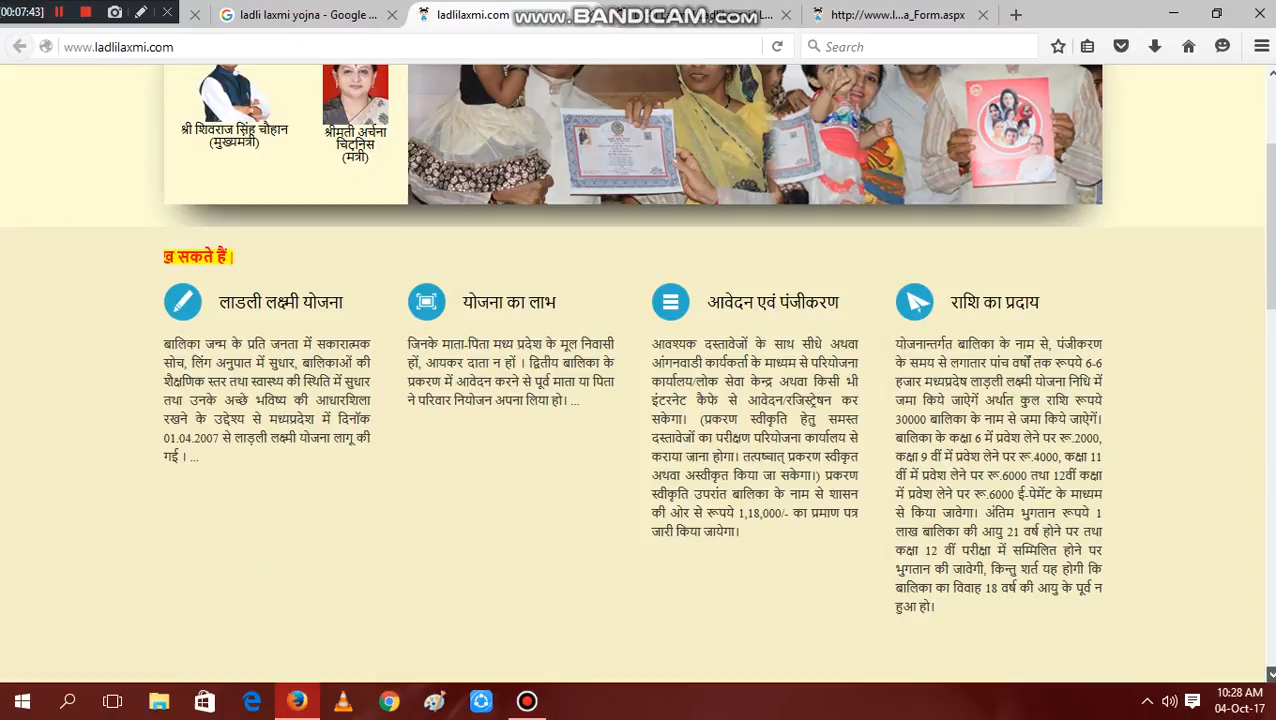 00:07:43
ladli laxmi yojna - Google ...
ladlilaxmi.com
http://www.l...a_Form.aspx
www.BANDICAM.com
www.ladlilaxmi.com
Search
श्री शिवराज सिंह चौहान
(मुख्यमंत्री)
श्रीमती अर्चना
चिटनिस
(मंत्री)
ख सकते हैं।
लाडली लक्ष्मी योजना
बालिका जन्म के प्रति जनता में सकारात्मक
सोच, लिंग अनुपात में सुधार, बालिकाओं की
शैक्षणिक स्तर तथा स्वास्थ्य की स्थिति में सुधार
तथा उनके अच्छे भविष्य की आधारशिला
रखने के उद्देश्य से मध्यप्रदेश में दिनॉक
01.04.2007 से लाड़ली लक्ष्मी योजना लागू की
गई । ...
योजना का लाभ
जिनके माता-पिता मध्य प्रदेश के मूल निवासी
हों, आयकर दाता न हों । द्वितीय बालिका के
प्रकरण में आवेदन करने से पूर्व माता या पिता
ने परिवार नियोजन अपना लिया हो। ...
आवेदन एवं पंजीकरण
आवश्यक दस्तावेजों के साथ सीधे अथवा
आंगनवाडी कार्यकर्ता के माध्यम से परियोजना
कार्यालय/लोक सेवा केन्द्र अथवा किसी भी
इंटरनेट कैफे से आवेदन/रजिस्ट्रेषन कर
सकेगा। (प्रकरण स्वीकृति हेतु समस्त
दस्तावेजों का परीक्षण परियोजना कार्यालय से
कराया जाना होगा। तत्पष्चात् प्रकरण स्वीकृत
अथवा अस्वीकृत किया जा सकेगा।) प्रकरण
स्वीकृति उपरांत बालिका के नाम से शासन
की ओर से रूपये 1,18,000/- का प्रमाण पत्र
जारी किया जायेगा।
राशि का प्रदाय
योजनान्तर्गत बालिका के नाम से, पंजीकरण
के समय से लगातार पांच वर्षों तक रूपये 6-6
हजार मध्यप्रदेष लाड़ली लक्ष्मी योजना निधि में
जमा किये जाऐगें अर्थात कुल राशि रूपये
30000 बालिका के नाम से जमा किये जाऐगें।
बालिका के कक्षा 6 में प्रवेश लेने पर रू.2000,
कक्षा 9 वीं में प्रवेश लेने पर रू.4000, कक्षा 11
वीं में प्रवेश लेने पर रू.6000 तथा 12वीं कक्षा
में प्रवेश लेने पर रू.6000 ई-पेमेंट के माध्यम
से किया जावेगा। अंतिम भुगतान रूपये 1
लाख बालिका की आयु 21 वर्ष होने पर तथा
कक्षा 12 वीं परीक्षा में सम्मिलित होने पर
भुगतान की जावेगी, किन्तु शर्त यह होगी कि
बालिका का विवाह 18 वर्ष की आयु के पूर्व न
हुआ हो।
10:28 AM
04-Oct-17